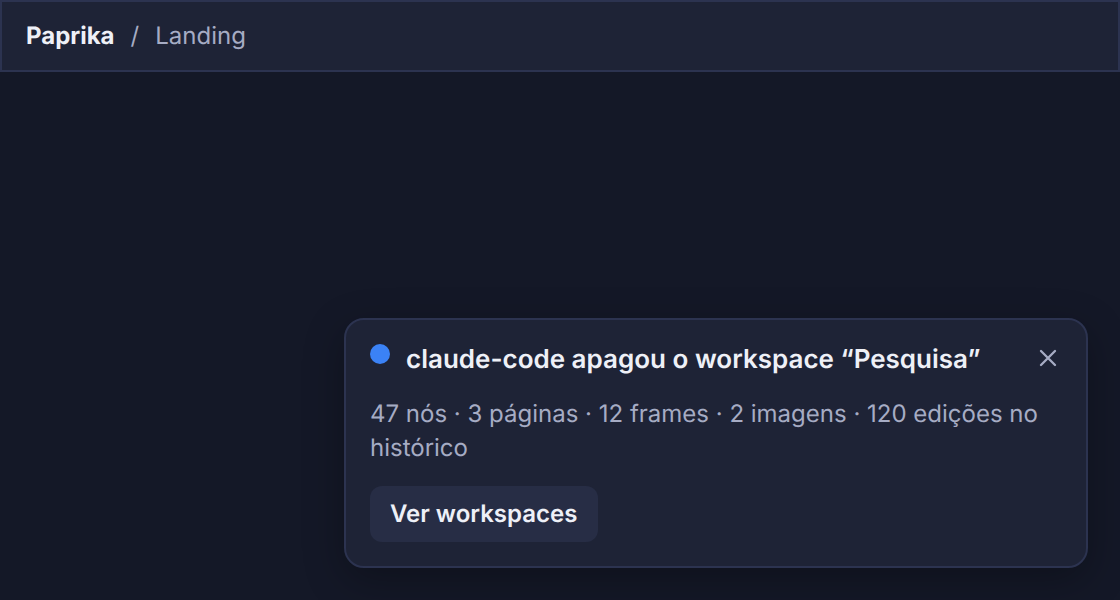 Paprika / Landing
claude-code apagou o workspace “Pesquisa”
47 nós · 3 páginas · 12 frames · 2 imagens · 120 edições no
histórico
Ver workspaces